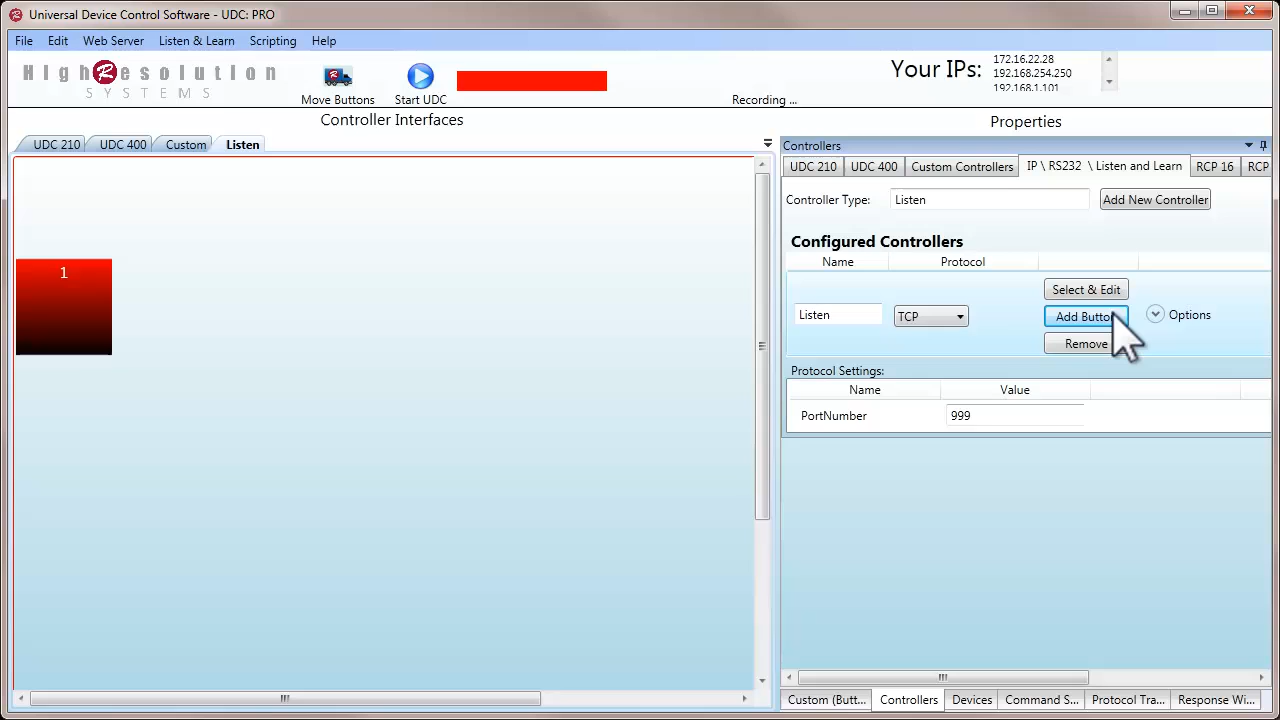 Universal Device Control Software - UDC: PRO
File Edit Web Server Listen & Learn Scripting Help
High Resolution
SYSTEMS
Move Buttons
Start UDC
Recording ...
Your IPs:
172.16.22.28
192.168.254.250
192.168.1.101
Controller Interfaces
Properties
UDC 210 UDC 400 Custom Listen
1
Controllers
UDC 210 UDC 400 Custom Controllers IP \ RS232 \ Listen and Learn RCP 16 RCP
Controller Type: Listen Add New Controller
Configured Controllers
Name Protocol
Select & Edit
Listen TCP Add Butto Options
Remove
Protocol Settings:
Name Value
PortNumber 999
Custom (Butt... Controllers Devices Command S... Protocol Tra... Response Wi...